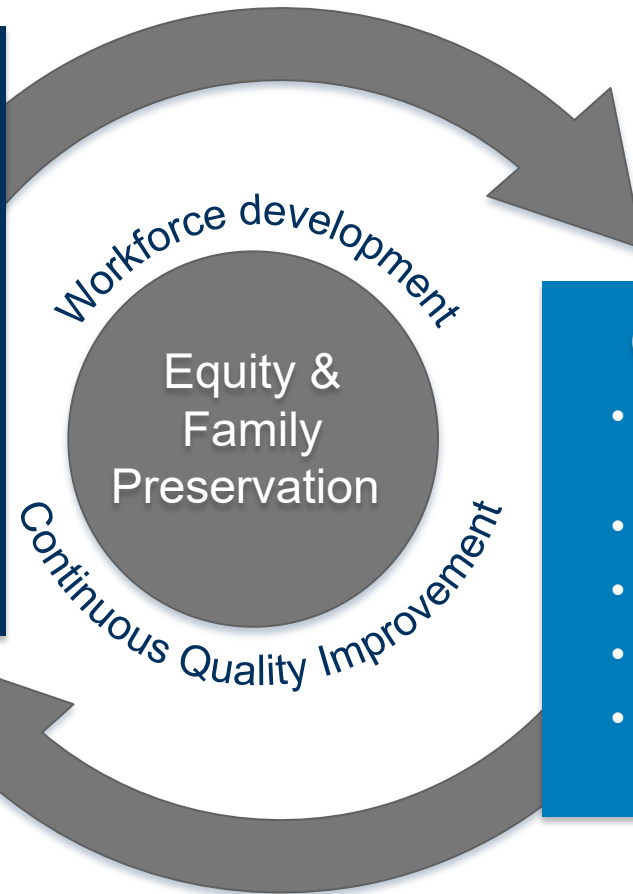 Workforce development
Equity &
Family
Preservation
Continuous Quality Improvement